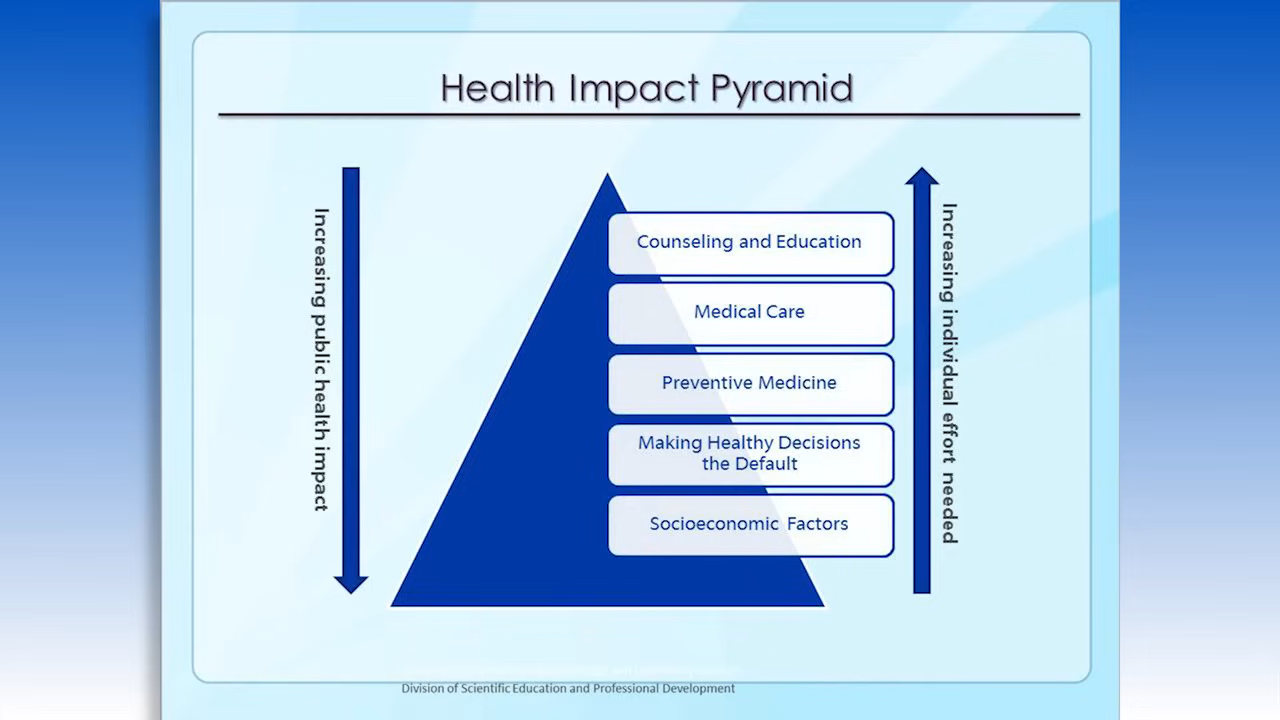 Health Impact Pyramid
Increasing public health impact
Counseling and Education
Medical Care
Preventive Medicine
Making Healthy Decisions
the Default
Socioeconomic Factors
Increasing individual effort needed
Division of Scientific Education and Professional Development